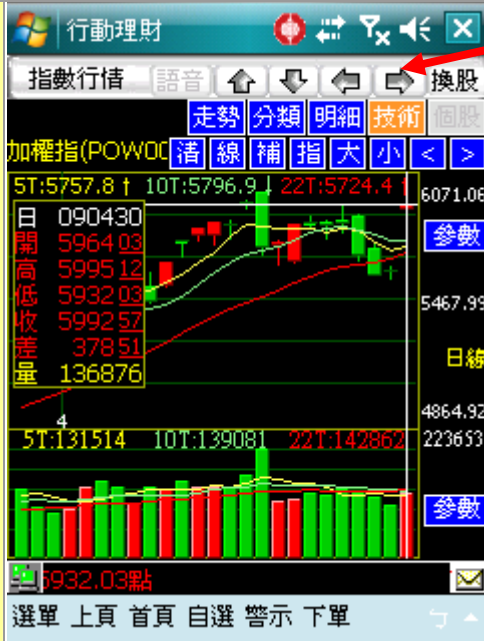 行動理財
指數行情 語音 換股
走勢 分類 明細 技術 個股
加權指(POW00 清 線 補 指 大 小 < >
5T:5757.8↑ 10T:5796.9↓ 22T:5724.4↑
6071.06
日 090430
開 5964 03
高 5995 12
低 5932 03
收 5992 57
差 378 51
量 136876
參數
5467.99
日線
4864.92
4
5T:131514 10T:139081 22T:142862 223653
參數
5932.03點
選單 上頁 首頁 自選 警示 下單 ㄅ